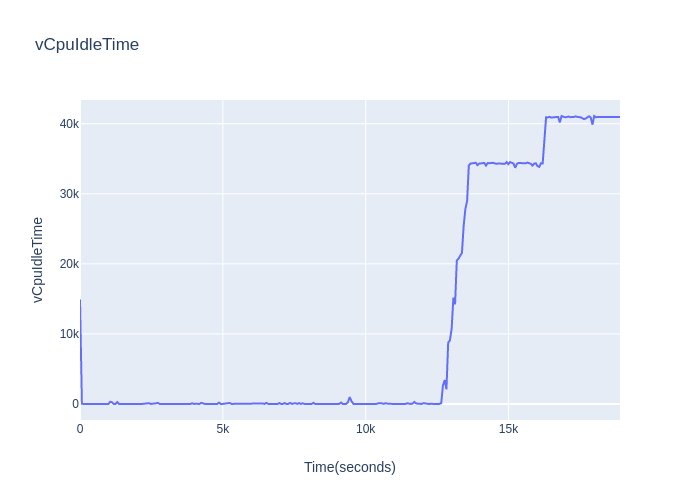 vCpuIdleTime
40k
30k
20k
10k
0
vCpuIdleTime
0
5k
10k
15k
Time(seconds)